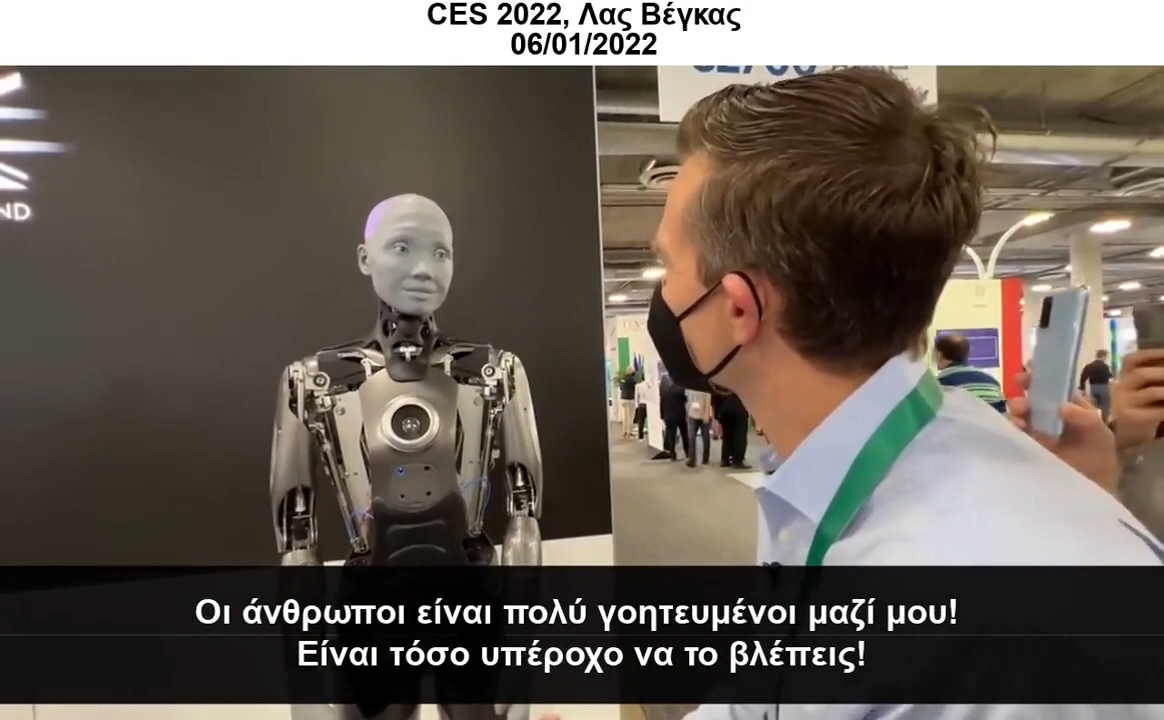 CES 2022, Λας Βέγκας
06/01/2022
ND
Οι άνθρωποι είναι πολύ γοητευμένοι μαζί μου!
Είναι τόσο υπέροχο να το βλέπεις!